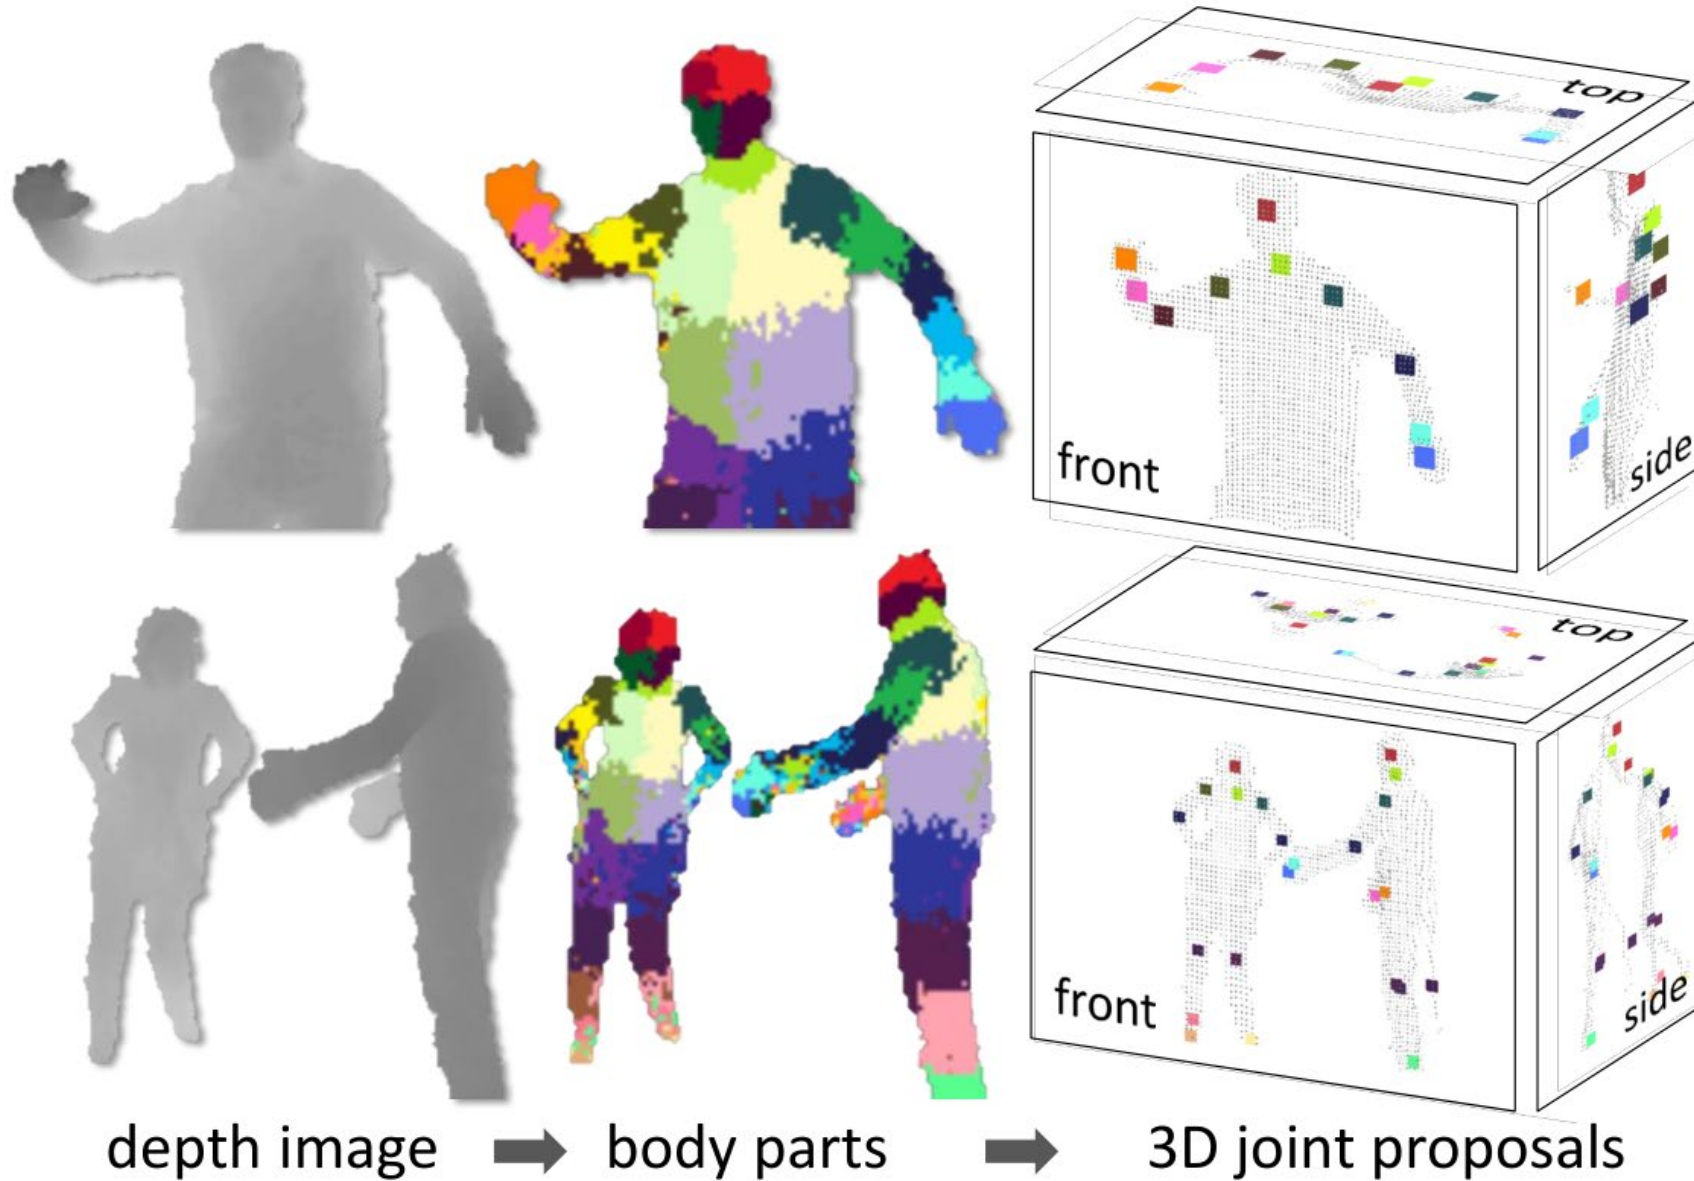 top
front
side
top
front
side
depth image → body parts → 3D joint proposals